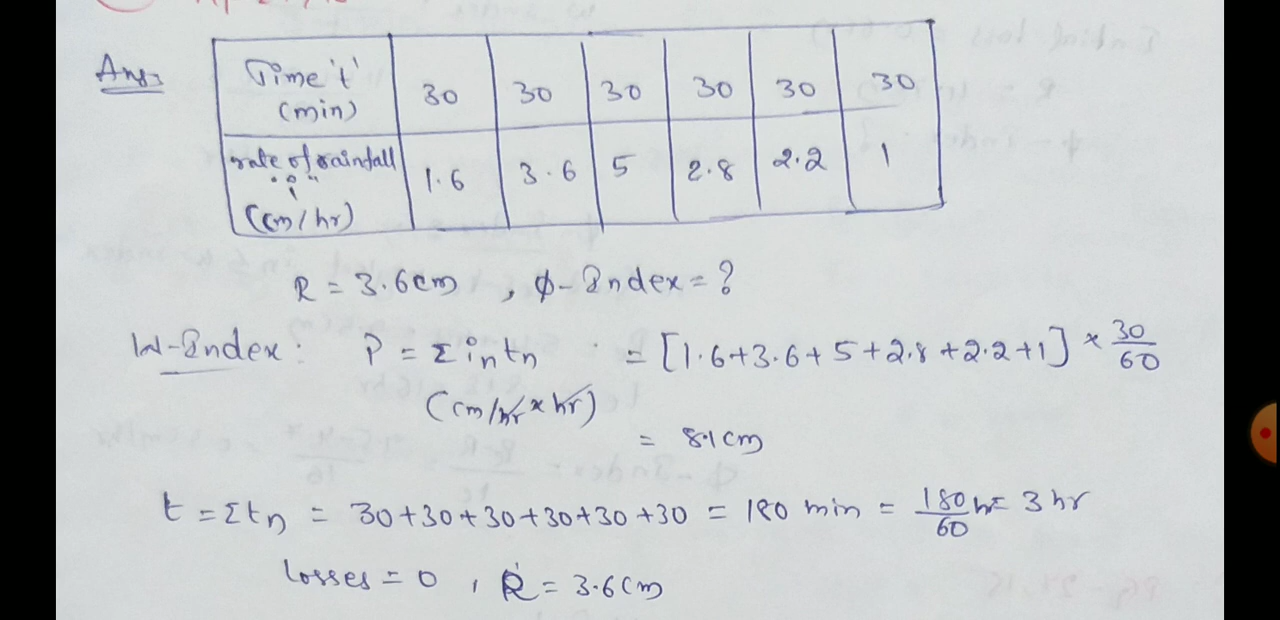 Ans:
Time 't' (min) 30 30 30 30 30 30
rate of rainfall "i" (cm/hr) 1.6 3.6 5 2.8 2.2 1
R = 3.6cm , φ-Index = ?
W-Index: P = Σ in tn = [1.6+3.6+5+2.8+2.2+1] × 30/60
(cm/hr × hr)
= 8.1cm
t = Σtn = 30+30+30+30+30+30 = 180 min = 180/60 hr = 3 hr
Losses = 0 , R = 3.6cm